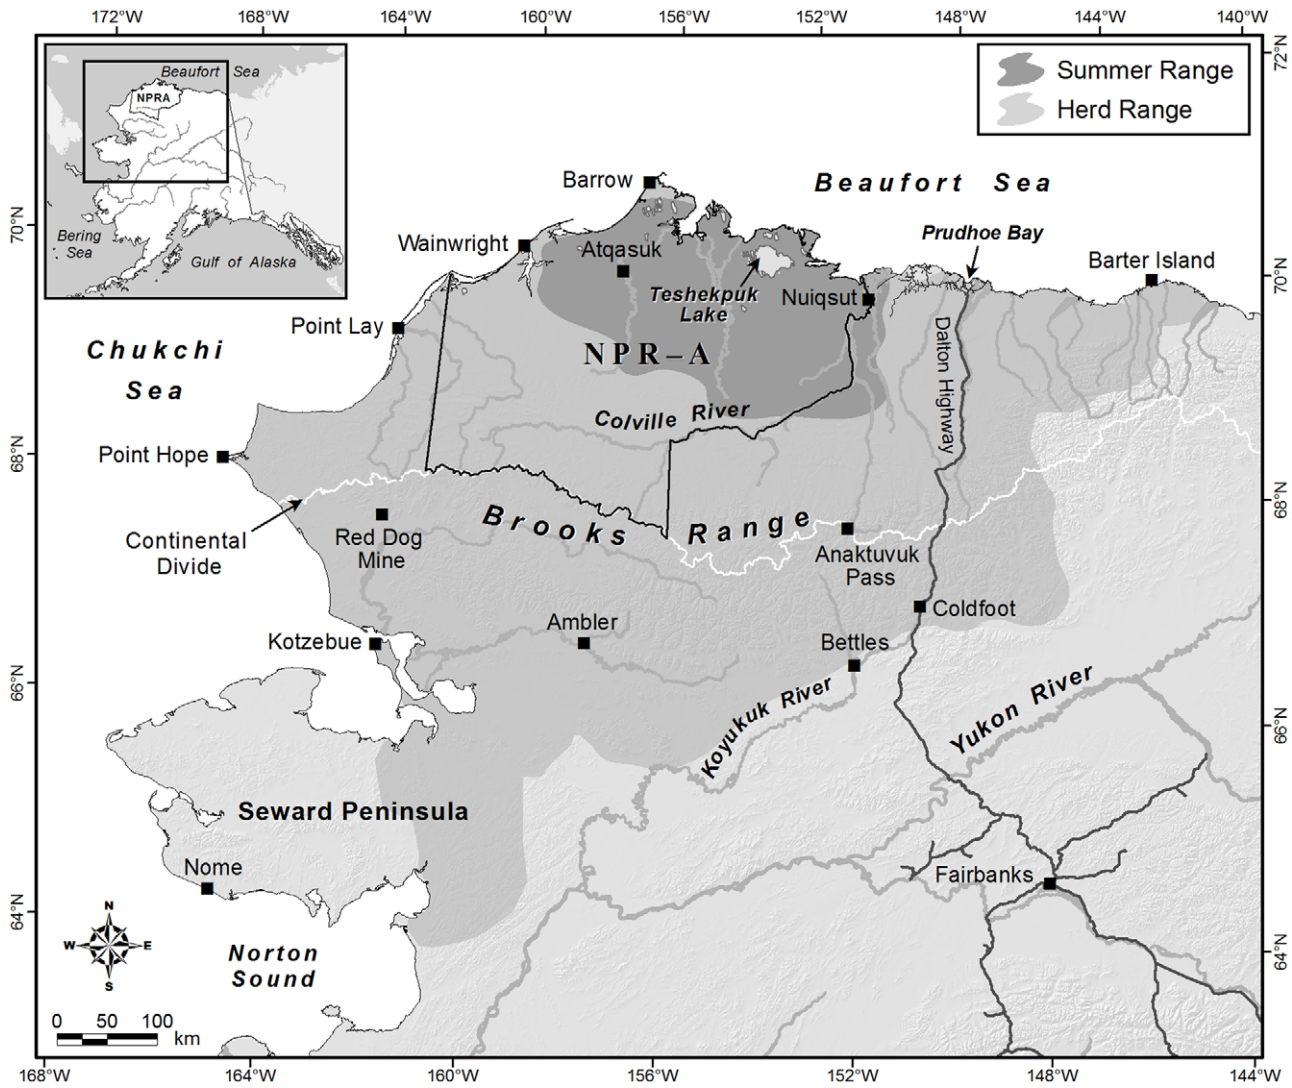 172°W 168°W 164°W 160°W 156°W 152°W 148°W 144°W 140°W
72°N
Beaufort Sea
NPRA
Bering
Sea
Gulf of Alaska
Summer Range
Herd Range
Barrow
Beaufort Sea
70°N
Wainwright
Atqasuk
Prudhoe Bay
Barter Island
70°N
Teshekpuk
Lake
Nuiqsut
Point Lay
Chukchi
Sea
NPR–A
Dalton Highway
Colville River
68°N
Point Hope
68°N
Continental
Divide
Red Dog
Mine
Brooks Range
Anaktuvuk
Pass
Coldfoot
Ambler
Kotzebue
Bettles
66°N
Koyukuk River
Yukon River
66°N
Seward Peninsula
Nome
Fairbanks
64°N
N
W E
S
Norton
Sound
64°N
0 50 100
km
168°W 164°W 160°W 156°W 152°W 148°W 144°W